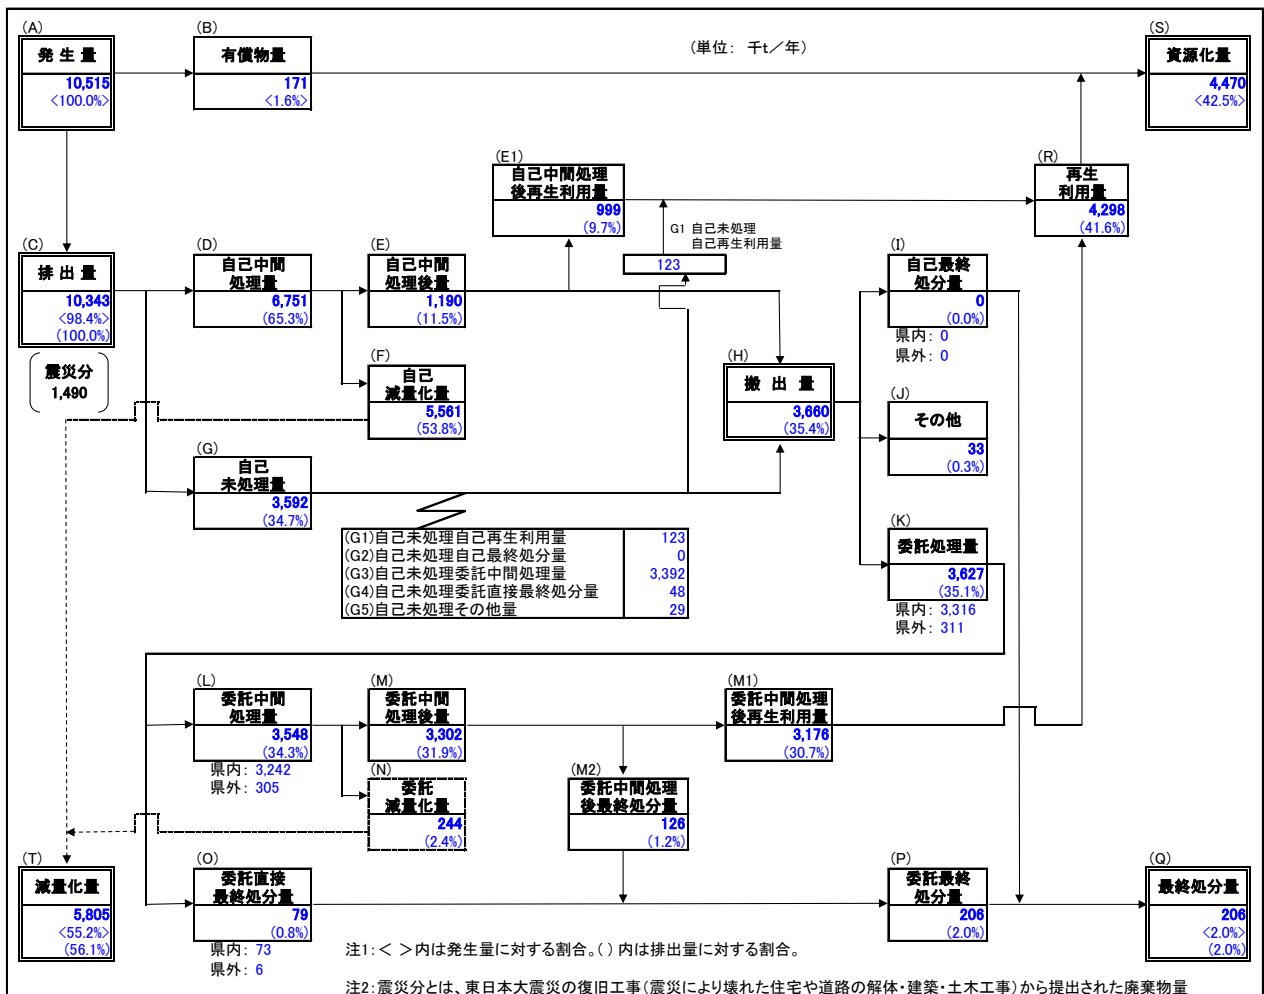 (A)
発 生 量
10,515
<100.0%>
(B)
有償物量
171
<1.6%>
(単位: 千t/年)
(S)
資源化量
4,470
<42.5%>
(E1)
自己中間処理
後再生利用量
999
(9.7%)
(R)
再生
利用量
4,298
(41.6%)
G1 自己未処理
自己再生利用量
123
(C)
排 出 量
10,343
<98.4%>
(100.0%)
震災分
1,490
(D)
自己中間
処理量
6,751
(65.3%)
(E)
自己中間
処理後量
1,190
(11.5%)
(F)
自己
減量化量
5,561
(53.8%)
(G)
自己
未処理量
3,592
(34.7%)
(H)
搬 出 量
3,660
(35.4%)
(I)
自己最終
処分量
0
(0.0%)
県内: 0
県外: 0
(J)
その他
33
(0.3%)
(K)
委託処理量
3,627
(35.1%)
県内: 3,316
県外: 311
(G1)自己未処理自己再生利用量 123
(G2)自己未処理自己最終処分量 0
(G3)自己未処理委託中間処理量 3,392
(G4)自己未処理委託直接最終処分量 48
(G5)自己未処理その他量 29
(L)
委託中間
処理量
3,548
(34.3%)
県内: 3,242
県外: 305
(M)
委託中間
処理後量
3,302
(31.9%)
(M1)
委託中間処理
後再生利用量
3,176
(30.7%)
(N)
委託
減量化量
244
(2.4%)
(M2)
委託中間処理
後最終処分量
126
(1.2%)
(T)
減量化量
5,805
<55.2%>
(56.1%)
(O)
委託直接
最終処分量
79
(0.8%)
県内: 73
県外: 6
(P)
委託最終
処分量
206
(2.0%)
(Q)
最終処分量
206
<2.0%>
(2.0%)
注1:< >内は発生量に対する割合。( )内は排出量に対する割合。
注2:震災分とは、東日本大震災の復旧工事(震災により壊れた住宅や道路の解体・建築・土木工事)から提出された廃棄物量